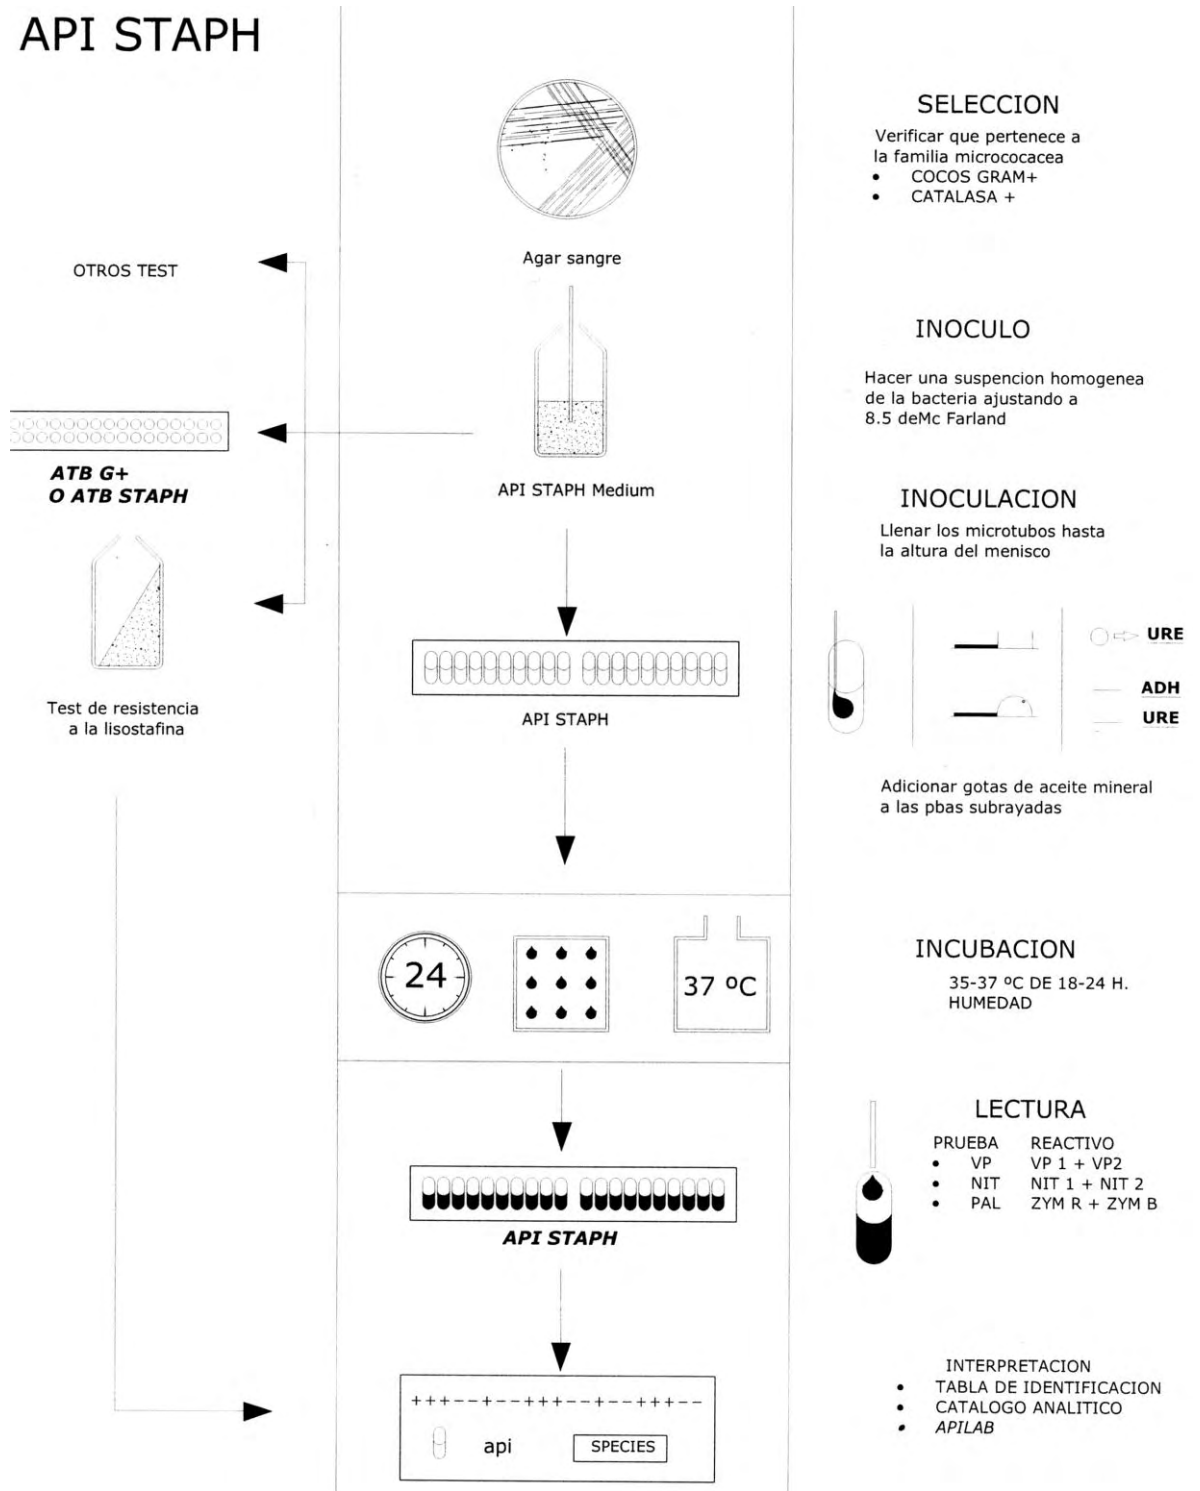 API STAPH
SELECCION
Verificar que pertenece a
la familia micrococacea
• COCOS GRAM+
• CATALASA +
Agar sangre
OTROS TEST
INOCULO
Hacer una suspencion homogenea
de la bacteria ajustando a
8.5 deMc Farland
ATB G+
O ATB STAPH
API STAPH Medium
INOCULACION
Llenar los microtubos hasta
la altura del menisco
URE
ADH
URE
Test de resistencia
a la lisostafina
API STAPH
Adicionar gotas de aceite mineral
a las pbas subrayadas
24
37 ºC
INCUBACION
35-37 ºC DE 18-24 H.
HUMEDAD
LECTURA
PRUEBA REACTIVO
• VP VP 1 + VP2
• NIT NIT 1 + NIT 2
• PAL ZYM R + ZYM B
API STAPH
+++--+--+++--+--+++--
api
SPECIES
INTERPRETACION
• TABLA DE IDENTIFICACION
• CATALOGO ANALITICO
• APILAB